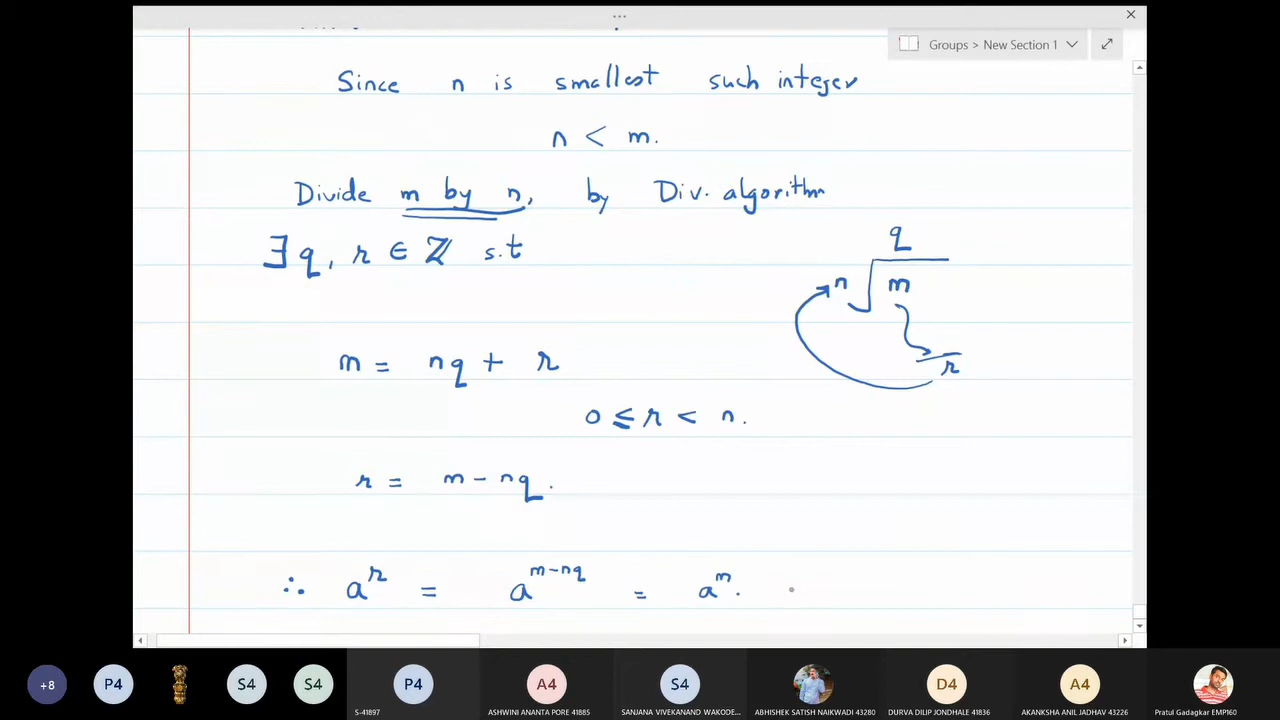 Groups > New Section 1
Since n is smallest such integer
n < m.
Divide m by n, by Div. algorithm
∃ q, r ∈ ℤ s.t
q
n m
r
m = nq + r
0 ≤ r < n.
r = m - nq.
∴ a^r = a^{m-nq} = a^m .
+8 P4 S4 S4 P4 A4 S4 D4 A4
S-41897 ASHWINI ANANTA PORE 41885 SANJANA VIVEKANAND WAKODE... ABHISHEK SATISH NAIKWADI 43280 DURVA DILIP JONDHALE 41836 AKANKSHA ANIL JADHAV 43226 Pratul Gadagkar EMP160